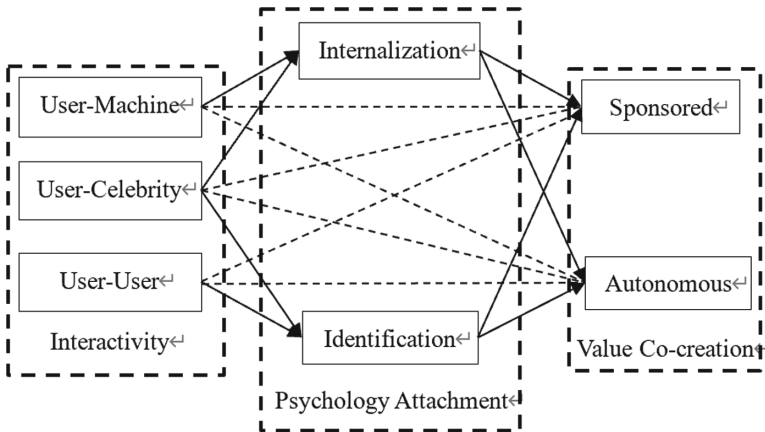 User-Machine↵
User-Celebrity↵
User-User↵
Interactivity↵
Internalization↵
Identification↵
Psychology Attachment↵
Sponsored↵
Autonomous↵
Value Co-creation↵